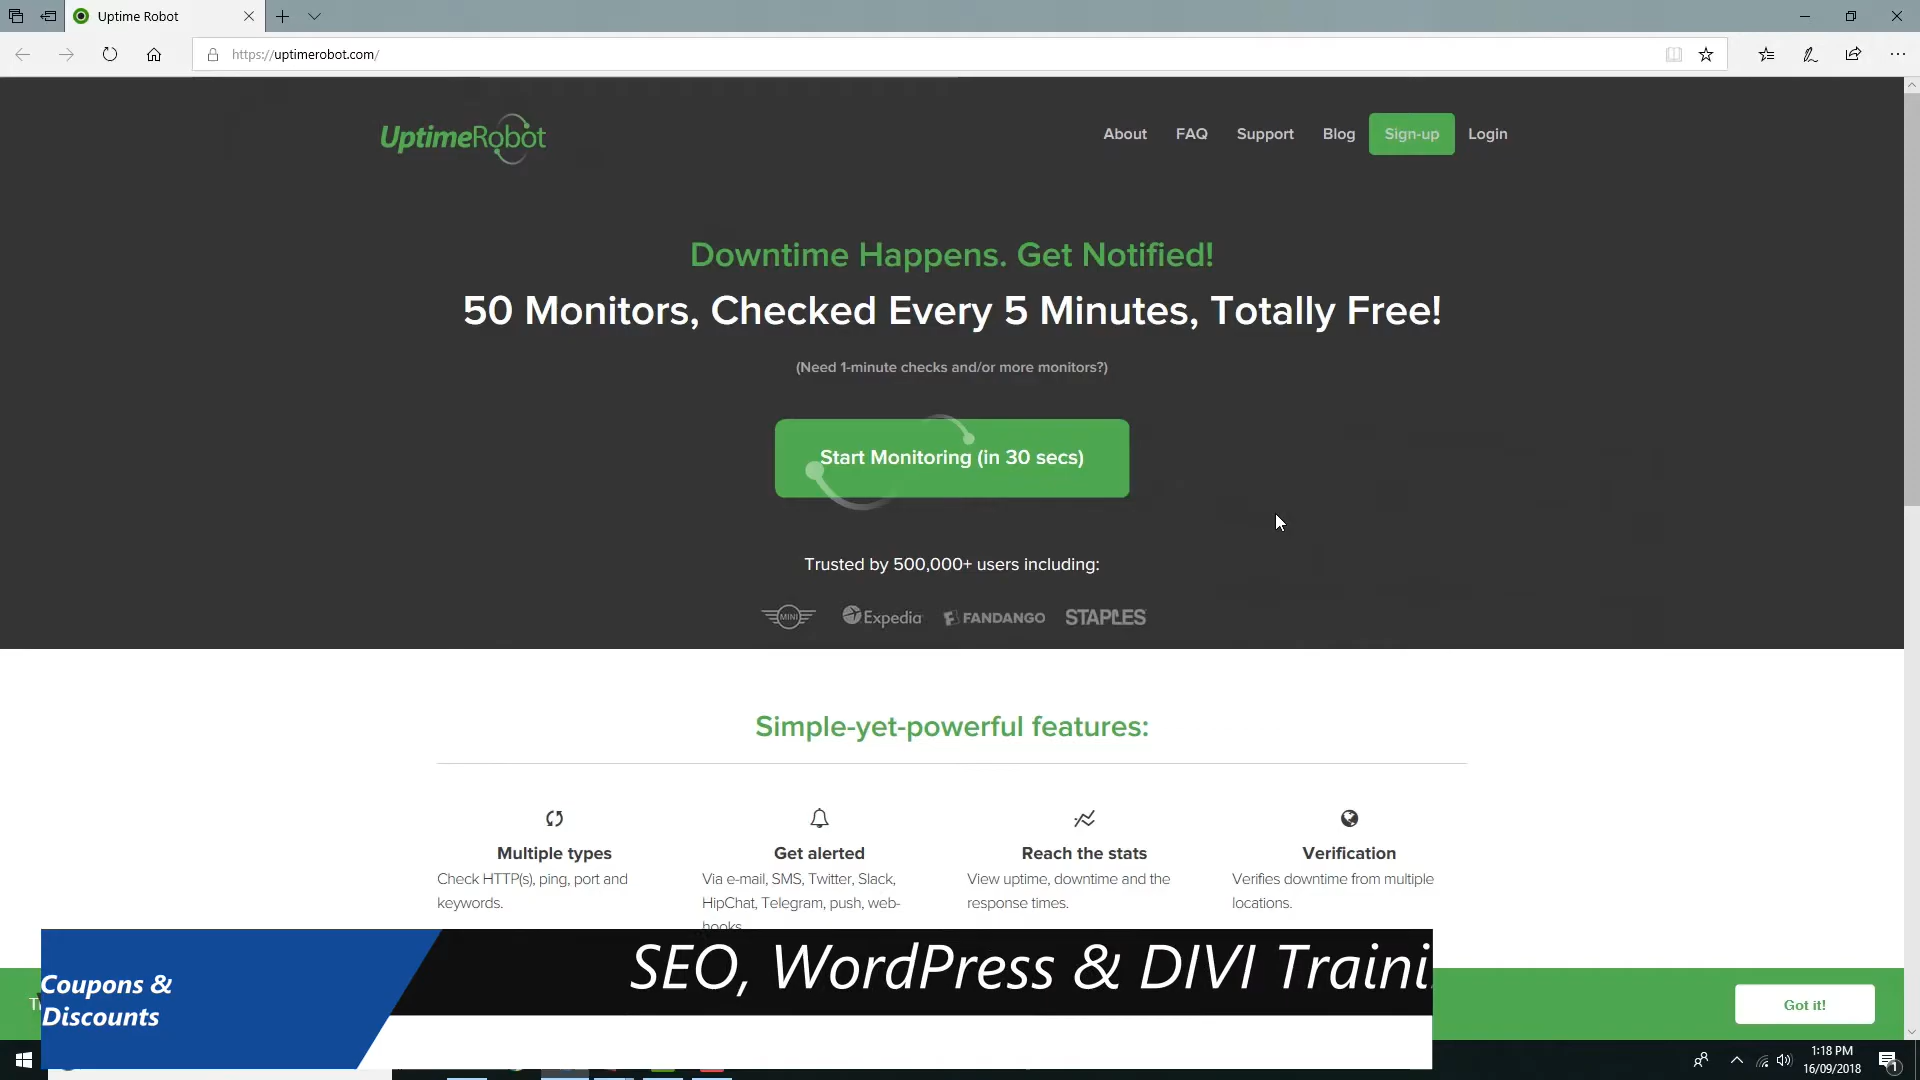 Uptime Robot
https://uptimerobot.com/
UptimeRobot
About FAQ Support Blog Sign-up Login
Downtime Happens. Get Notified!
50 Monitors, Checked Every 5 Minutes, Totally Free!
(Need 1-minute checks and/or more monitors?)
Start Monitoring (in 30 secs)
Trusted by 500,000+ users including:
MINI Expedia FANDANGO STAPLES
Simple-yet-powerful features:
Multiple types
Check HTTP(s), ping, port and
keywords.
Get alerted
Via e-mail, SMS, Twitter, Slack,
HipChat, Telegram, push, web-
hooks
Reach the stats
View uptime, downtime and the
response times.
Verification
Verifies downtime from multiple
locations.
Coupons &
Discounts
SEO, WordPress & DIVI Traini
Got it!
1:18 PM
16/09/2018
1